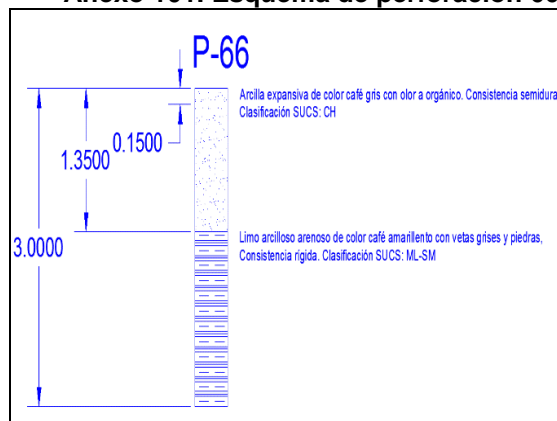 P-66
Arcilla expansiva de color café gris con olor a orgánico. Consistencia semidura
Clasificación SUCS: CH
0.1500
1.3500
3.0000
Limo arcilloso arenoso de color café amarillento con vetas grises y piedras,
Consistencia rígida. Clasificación SUCS: ML-SM